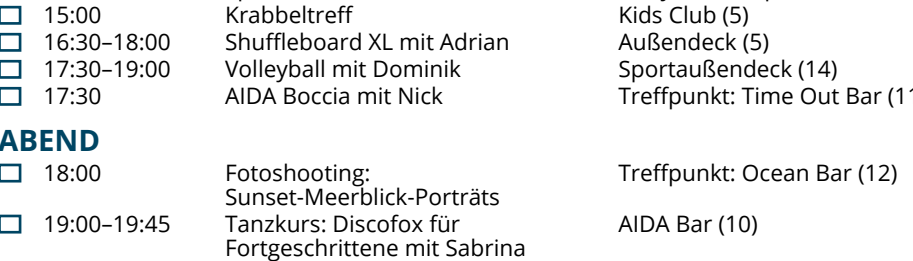 15:00 Krabbeltreff Kids Club (5)
16:30–18:00 Shuffleboard XL mit Adrian Außendeck (5)
17:30–19:00 Volleyball mit Dominik Sportaußendeck (14)
17:30 AIDA Boccia mit Nick Treffpunkt: Time Out Bar
ABEND
18:00 Fotoshooting: Treffpunkt: Ocean Bar (12)
Sunset-Meerblick-Porträts
19:00–19:45 Tanzkurs: Discofox für AIDA Bar (10)
Fortgeschrittene mit Sabrina